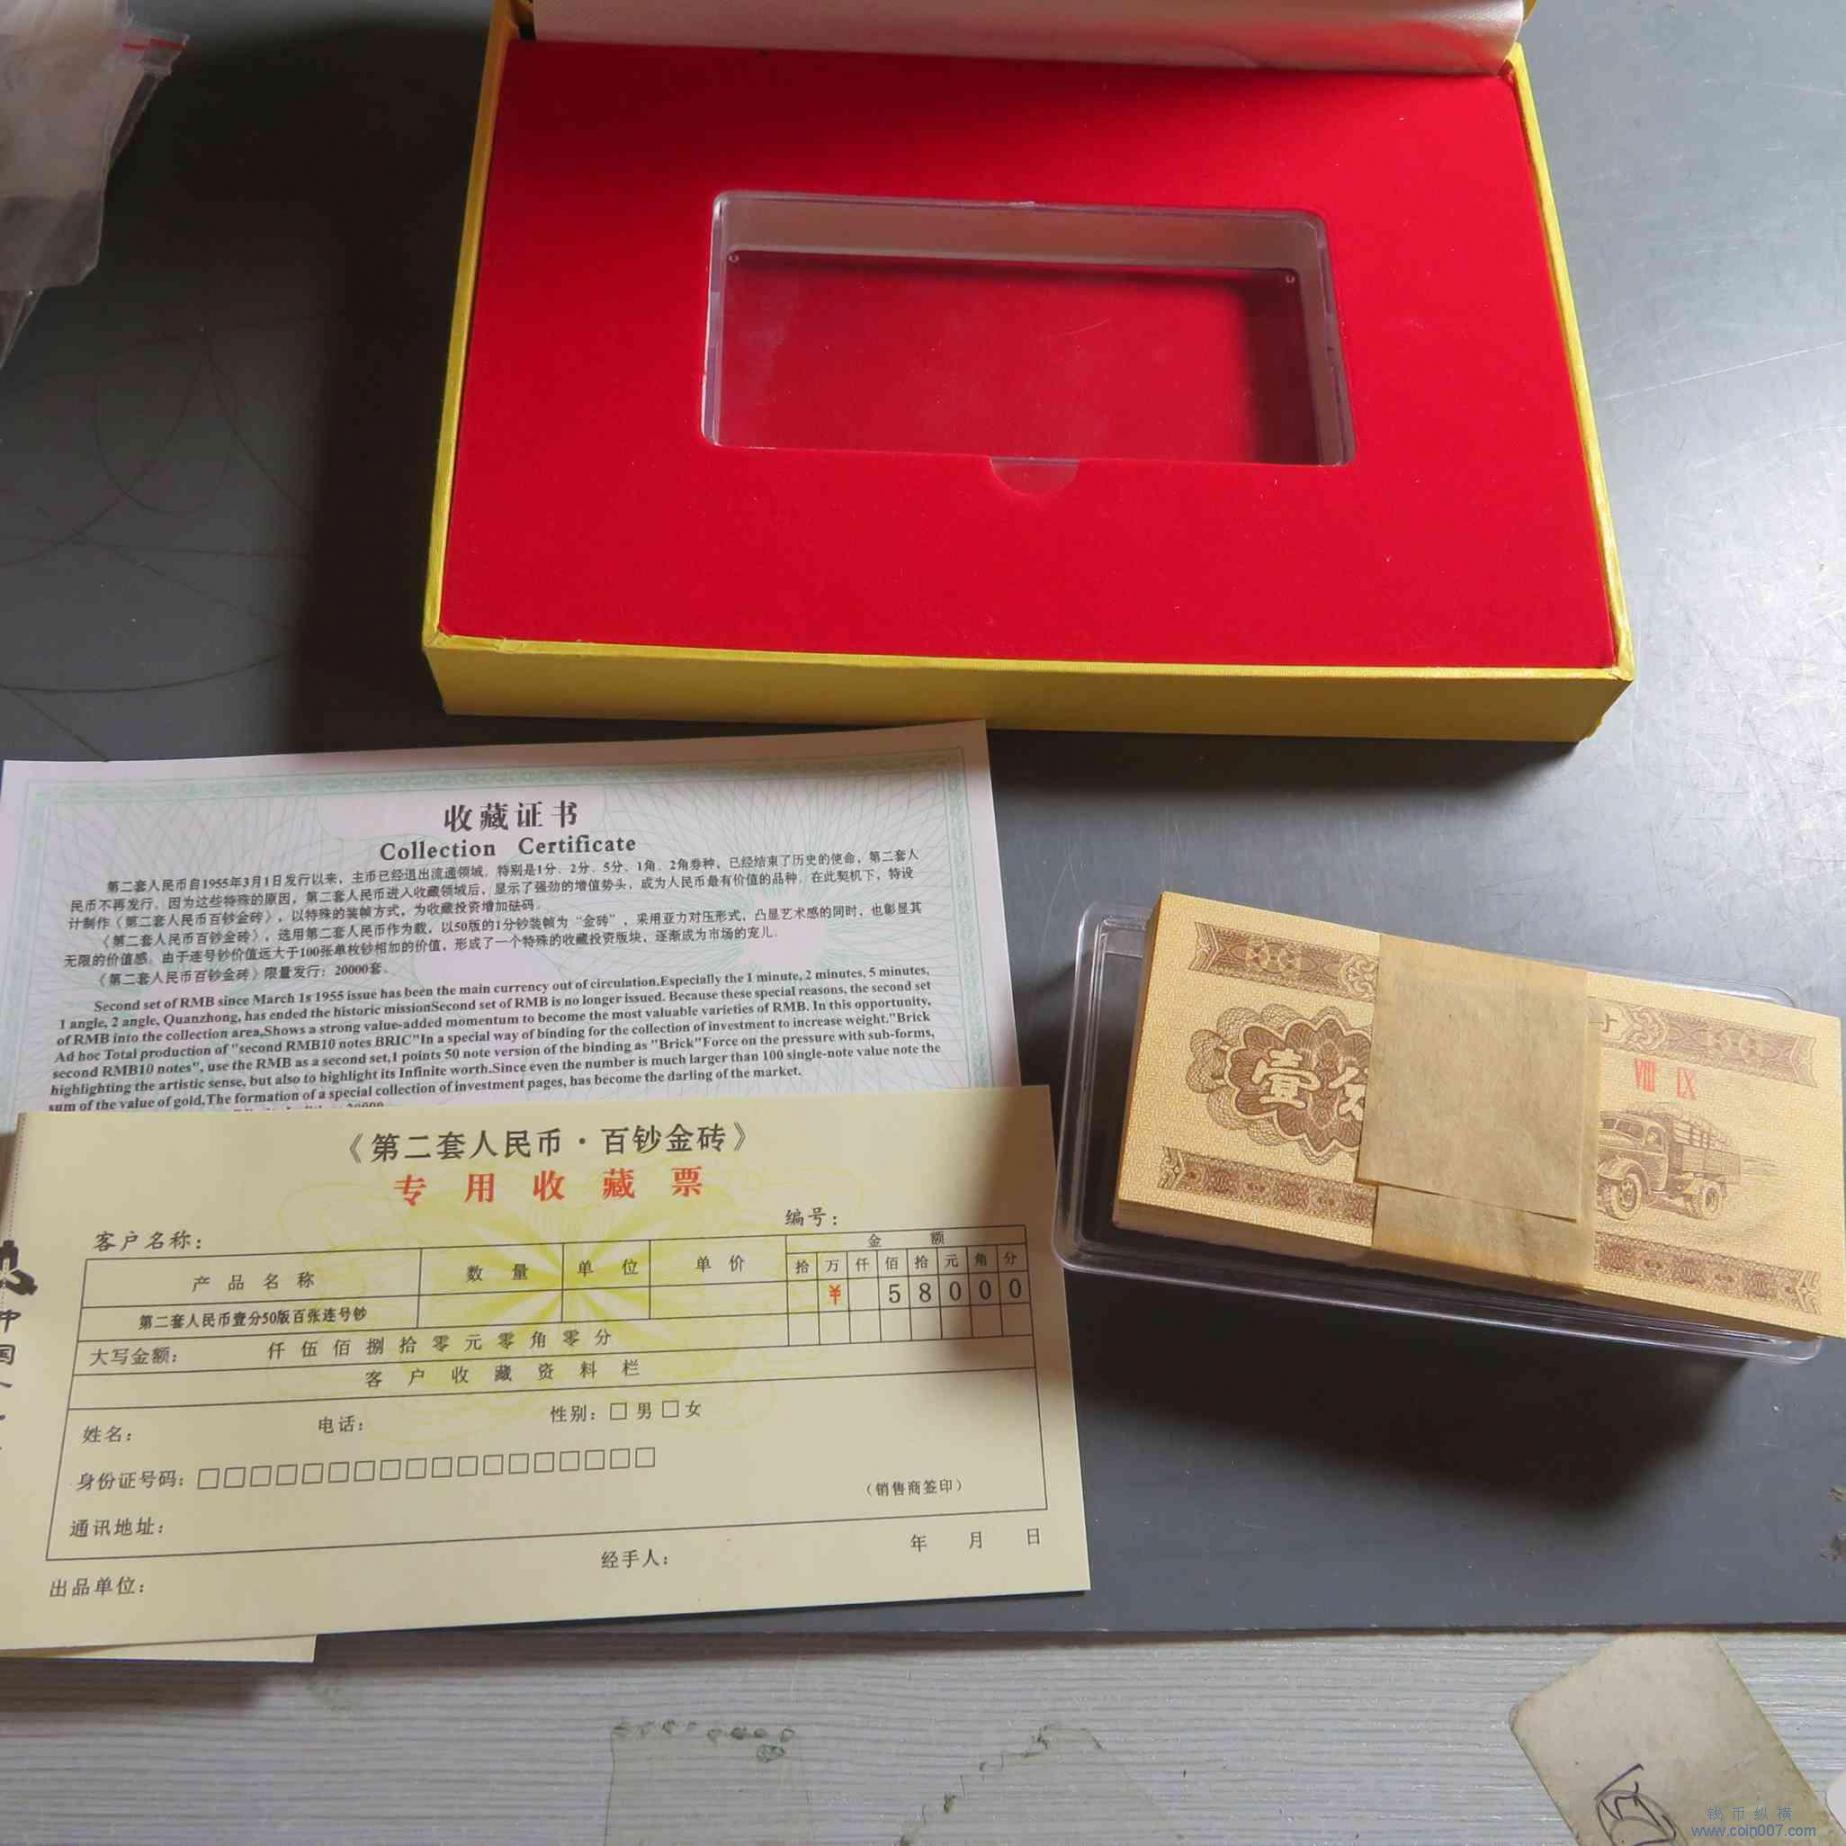 收藏证书
Collection Certificate
第二套人民币自1955年3月1日发行以来，主币已经退出流通领域。特别是1分、2分、5分、1角、2角券种，已经结束了历史的使命，第二套人
民币不再发行。因为这些特殊的原因，第二套人民币进入收藏领域后，显示了强劲的增值势头，成为人民币最有价值的品种。在此契机下，特设
计制作《第二套人民币百钞金砖》，以特殊的装帧方式，为收藏投资增加砝码。
《第二套人民币百钞金砖》，选用第二套人民币作为载，以50版的1分钞装帧为“金砖”，采用亚力对压形式，凸显艺术感的同时，也彰显其
无限的价值感。由于连号钞价值远大于100张单枚钞相加的价值，形成了一个特殊的收藏投资版块，逐渐成为市场的宠儿。
《第二套人民币百钞金砖》限量发行：20000套。
Second set of RMB since March 1s 1955 issue has been the main currency out of circulation.Especially the 1 minute, 2 minutes, 5 minutes,
1 angle, 2 angle, Quanzhong, has ended the historic missionSecond set of RMB is no longer issued. Because these special reasons, the second set
of RMB into the collection area,Shows a strong value-added momentum to become the most valuable varieties of RMB. In this opportunity,
Ad hoc Total production of "second RMB10 notes BRIC"In a special way of binding for the collection of investment to increase weight."Brick
second RMB10 notes", use the RMB as a second set,1 points 50 note version of the binding as "Brick"Force on the pressure with sub-forms,
highlighting the artistic sense, but also to highlight its Infinite worth.Since even the number is much larger than 100 single-note value note the
sum of the value of gold,The formation of a special collection of investment pages, has become the darling of the market.
《第二套人民币·百钞金砖》
专用收藏票
编号：
客户名称：
产品名称 数量 单位 单价 金额
拾 万 仟 佰 拾 元 角 分
第二套人民币壹分50版百张连号钞 ¥ 5 8 0 0 0
大写金额： 仟 伍 佰 捌 拾 零 元 零 角 零 分
客户收藏资料栏
姓名： 电话： 性别：□男□女
身份证号码：□□□□□□□□□□□□□□□□□□
（销售商签印）
通讯地址：
年 月 日
经手人：
出品单位：
中
国
壹分
VIII IX
钱币纵横
www.coin007.com